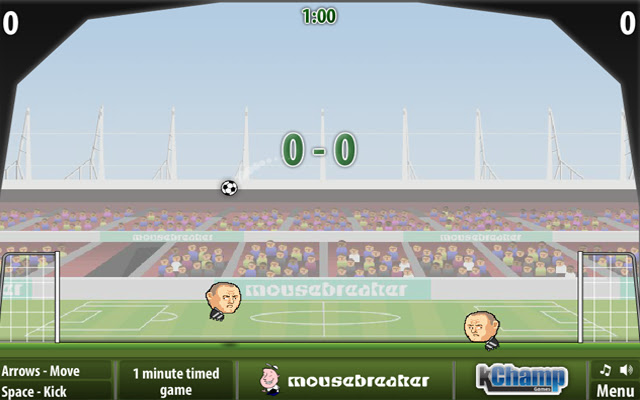 0
1:00
0
0 - 0
mousebreaker
mousebreaker
mousebreaker
Arrows - Move
Space - Kick
1 minute timed
game
mousebreaker
KChamp
Games
Menu